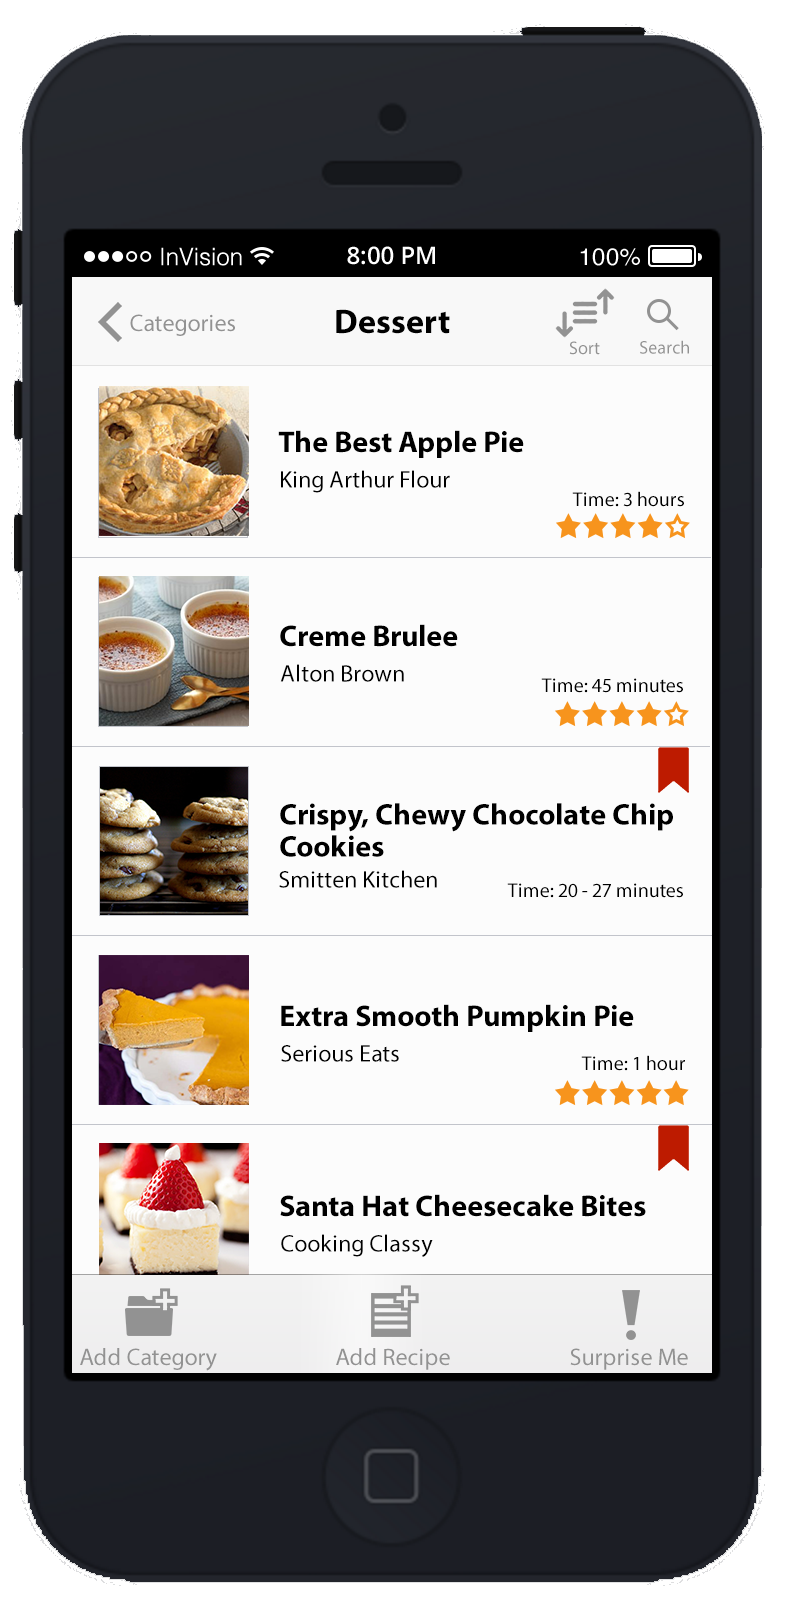 InVision 8:00 PM 100%
Categories Dessert Sort Search
The Best Apple Pie
King Arthur Flour
Time: 3 hours
Creme Brulee
Alton Brown
Time: 45 minutes
Crispy, Chewy Chocolate Chip
Cookies
Smitten Kitchen
Time: 20 - 27 minutes
Extra Smooth Pumpkin Pie
Serious Eats
Time: 1 hour
Santa Hat Cheesecake Bites
Cooking Classy
Add Category Add Recipe Surprise Me